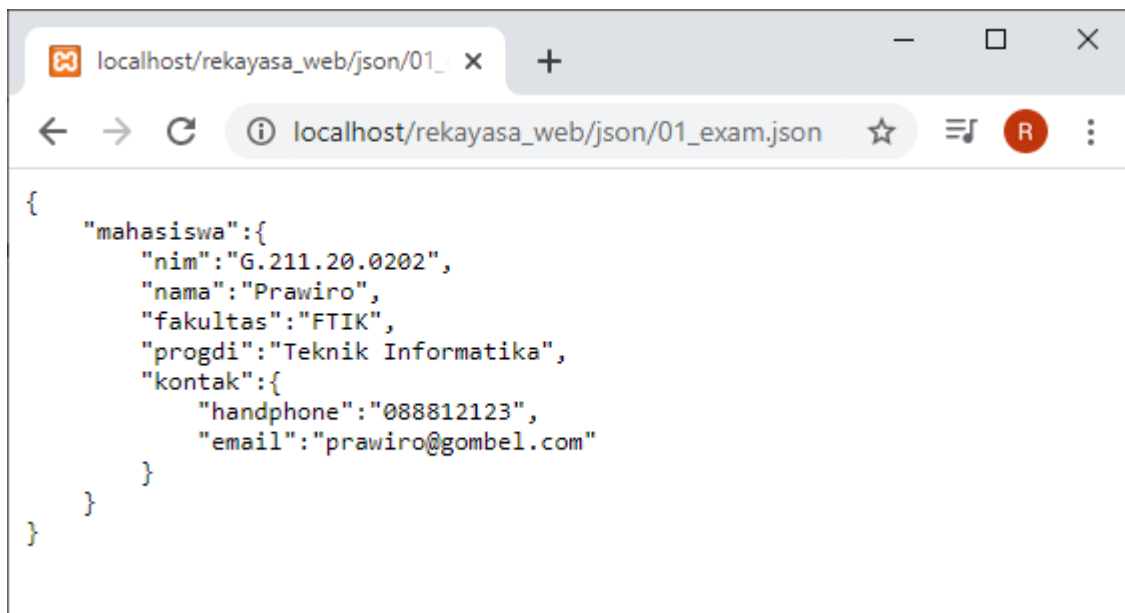 localhost/rekayasa_web/json/01_
localhost/rekayasa_web/json/01_exam.json
R
{
    "mahasiswa":{
        "nim":"G.211.20.0202",
        "nama":"Prawiro",
        "fakultas":"FTIK",
        "progdi":"Teknik Informatika",
        "kontak":{
            "handphone":"088812123",
            "email":"prawiro@gombel.com"
        }
    }
}